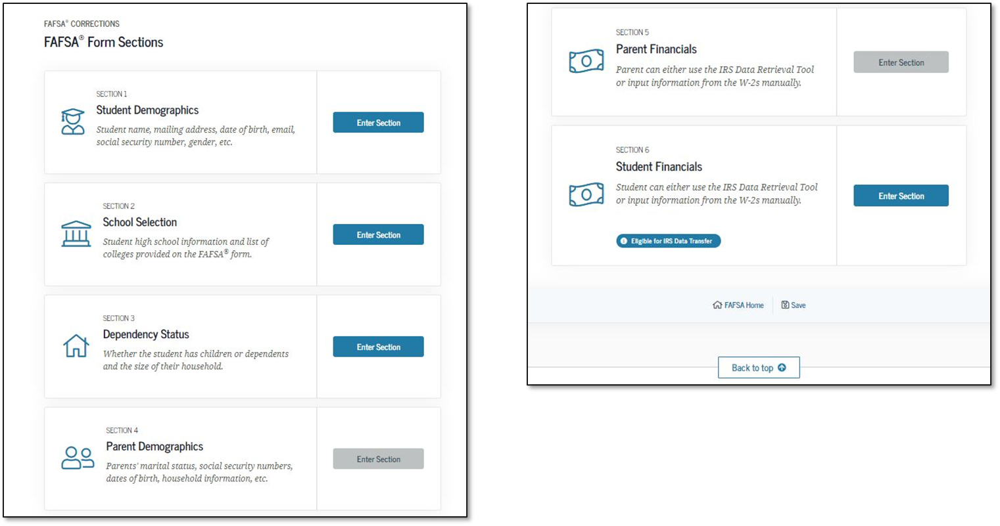 FAFSA® CORRECTIONS
FAFSA® Form Sections
SECTION 1
Student Demographics
Student name, mailing address, date of birth, email,
social security number, gender, etc.
Enter Section
SECTION 2
School Selection
Student high school information and list of
colleges provided on the FAFSA® form.
Enter Section
SECTION 3
Dependency Status
Whether the student has children or dependents
and the size of their household.
Enter Section
SECTION 4
Parent Demographics
Parents' marital status, social security numbers,
dates of birth, household information, etc.
Enter Section
SECTION 5
Parent Financials
Parent can either use the IRS Data Retrieval Tool
or input information from the W-2s manually.
Enter Section
SECTION 6
Student Financials
Student can either use the IRS Data Retrieval Tool
or input information from the W-2s manually.
Eligible for IRS Data Transfer
Enter Section
FAFSA Home
Save
Back to top